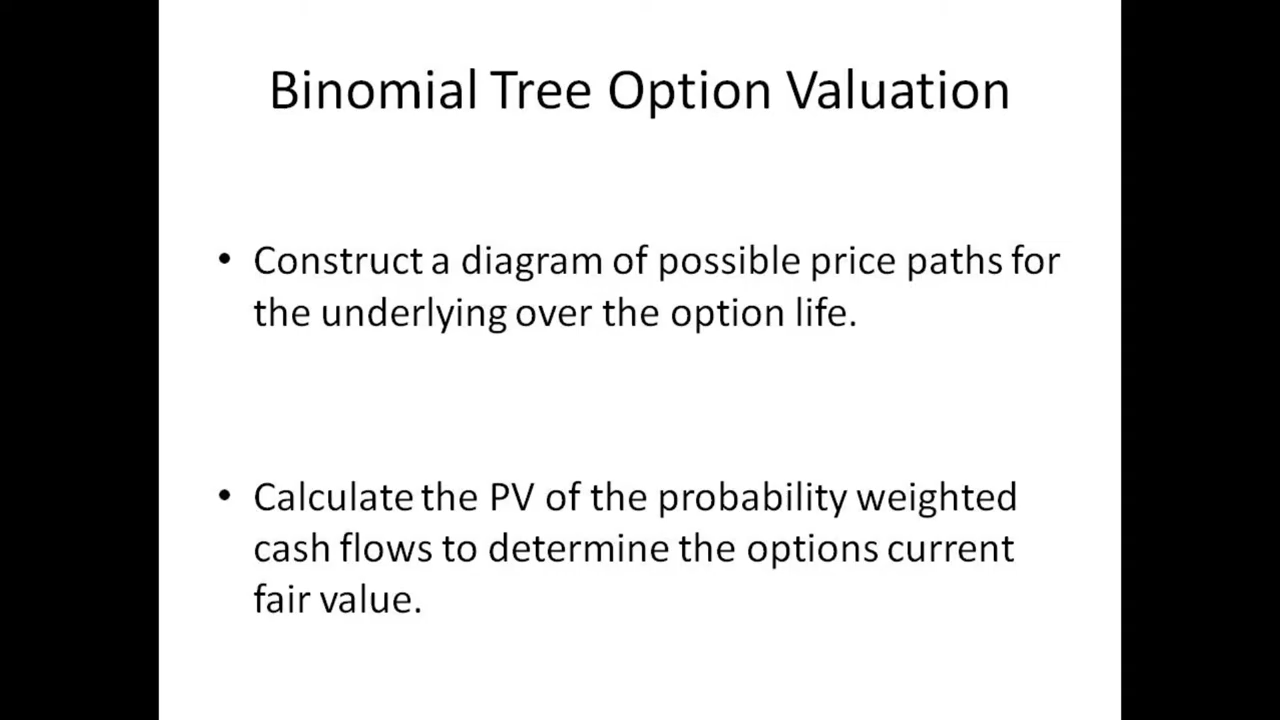 Binomial Tree Option Valuation
• Construct a diagram of possible price paths for
the underlying over the option life.
• Calculate the PV of the probability weighted
cash flows to determine the options current
fair value.